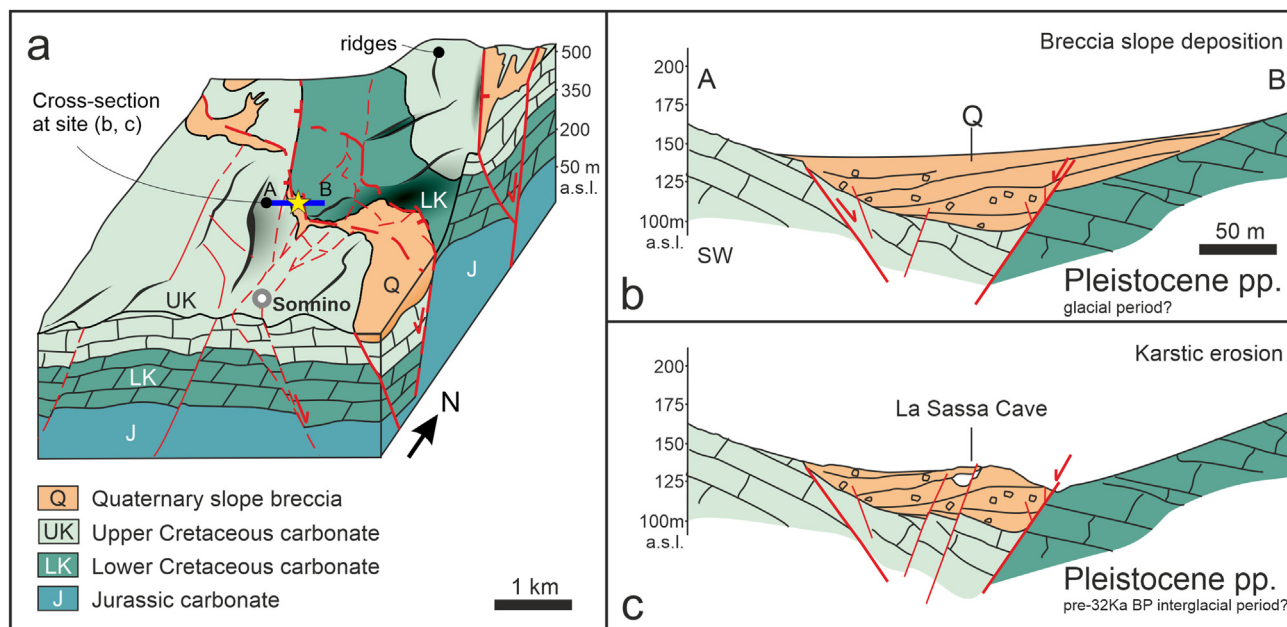 a
ridges
500
350
200
50 m
a.s.l.
Cross-section
at site (b, c)
A
B
LK
Q
UK
Sonnino
LK
J
J
N
Q Quaternary slope breccia
UK Upper Cretaceous carbonate
LK Lower Cretaceous carbonate
J Jurassic carbonate
1 km
Breccia slope deposition
200
A
B
175
Q
150
125
100m
a.s.l.
SW
50 m
b
Pleistocene pp.
glacial period?
Karstic erosion
200
175
La Sassa Cave
150
125
100m
a.s.l.
c
Pleistocene pp.
pre-32Ka BP interglacial period?